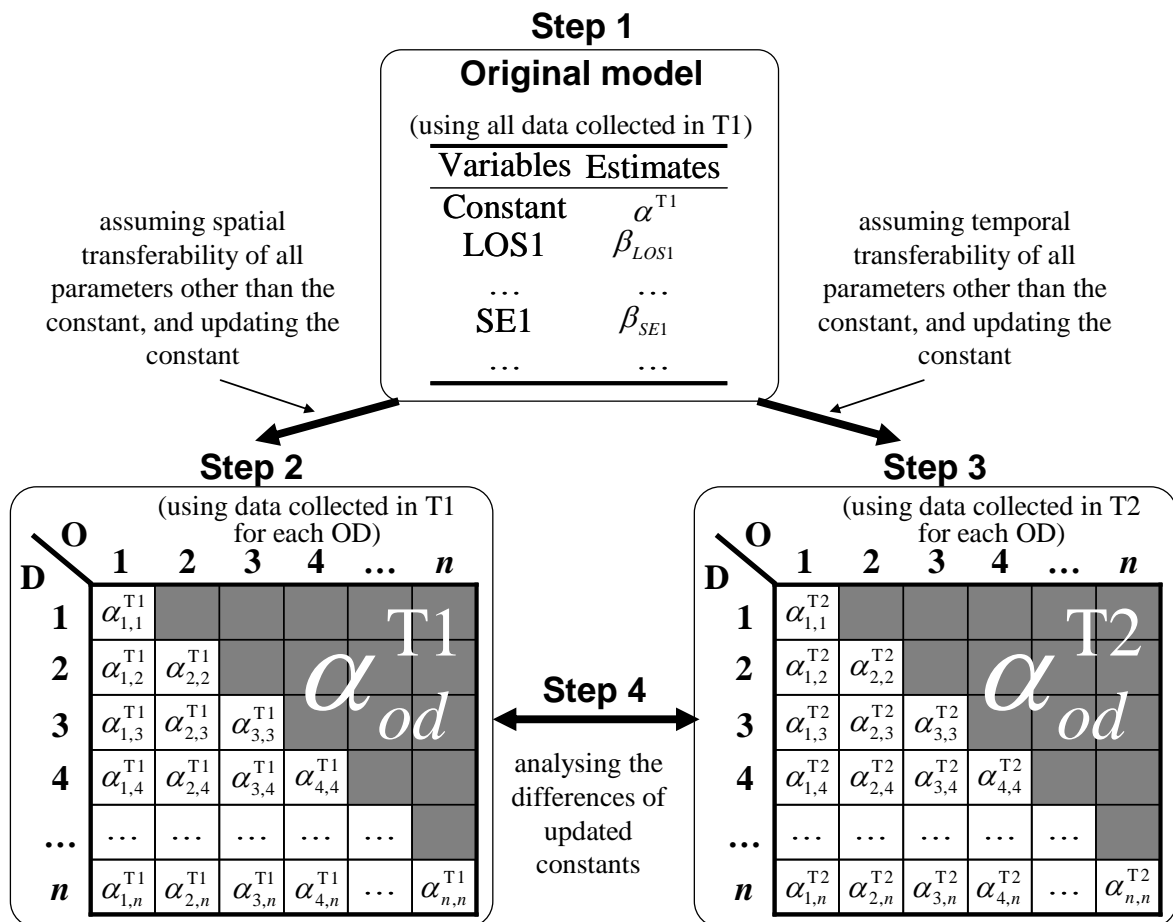 Step 1
Original model
(using all data collected in T1)
Variables Estimates
Constant α^T1
LOS1 β_LOS1
… …
SE1 β_SE1
… …
assuming spatial
transferability of all
parameters other than the
constant, and updating the
constant
assuming temporal
transferability of all
parameters other than the
constant, and updating the
constant
Step 2
(using data collected in T1
for each OD)
O
D
1 2 3 4 … n
1 α^T1_1,1
2 α^T1_1,2 α^T1_2,2
3 α^T1_1,3 α^T1_2,3 α^T1_3,3
4 α^T1_1,4 α^T1_2,4 α^T1_3,4 α^T1_4,4
… … … … … …
n α^T1_1,n α^T1_2,n α^T1_3,n α^T1_4,n … α^T1_n,n
α^T1_od
Step 4
analysing the
differences of
updated
constants
Step 3
(using data collected in T2
for each OD)
O
D
1 2 3 4 … n
1 α^T2_1,1
2 α^T2_1,2 α^T2_2,2
3 α^T2_1,3 α^T2_2,3 α^T2_3,3
4 α^T2_1,4 α^T2_2,4 α^T2_3,4 α^T2_4,4
… … … … … …
n α^T2_1,n α^T2_2,n α^T2_3,n α^T2_4,n … α^T2_n,n
α^T2_od